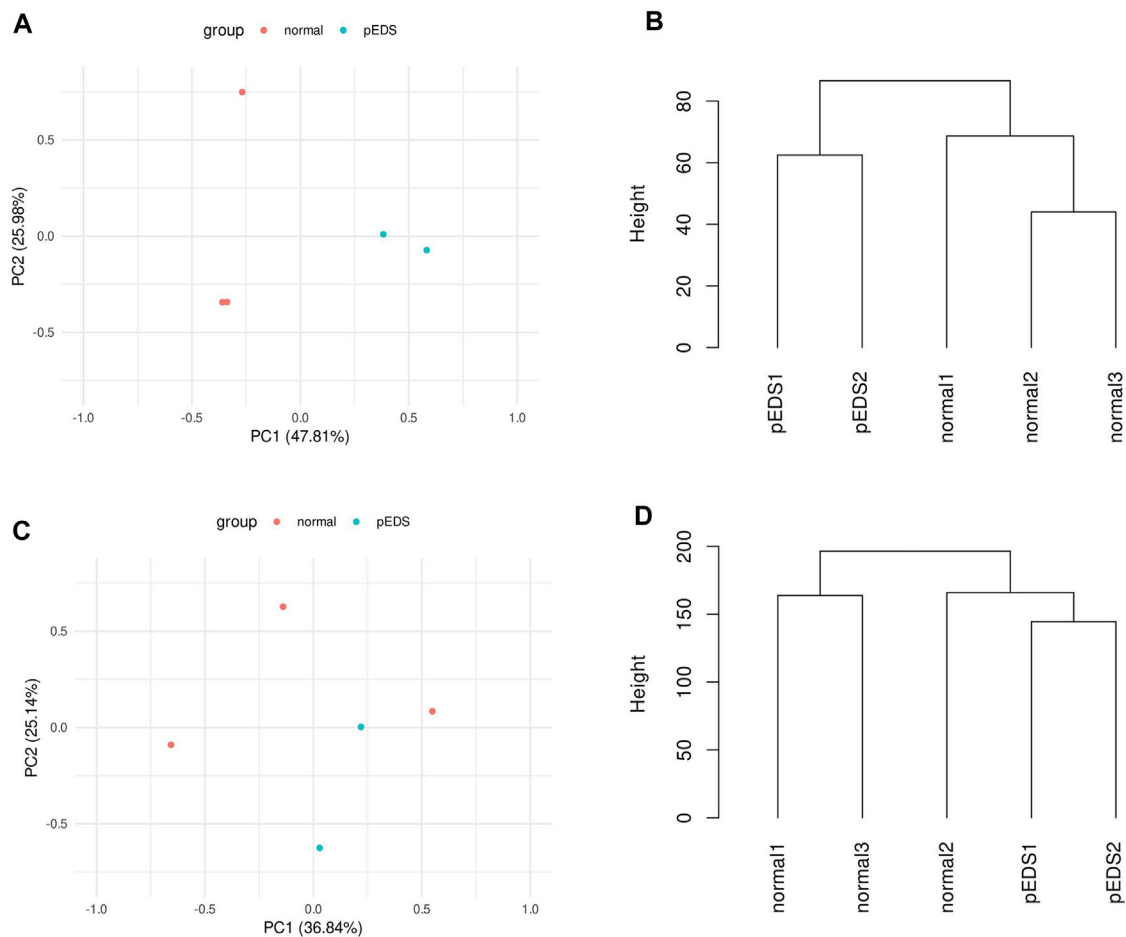 A
group normal pEDS
PC2 (25.98%)
0.5
0.0
-0.5
-1.0 -0.5 0.0 0.5 1.0
PC1 (47.81%)
B
Height
80
60
40
20
0
pEDS1 pEDS2 normal1 normal2 normal3
C
group normal pEDS
PC2 (25.14%)
0.5
0.0
-0.5
-1.0 -0.5 0.0 0.5 1.0
PC1 (36.84%)
D
Height
200
150
100
50
0
normal1 normal3 normal2 pEDS1 pEDS2